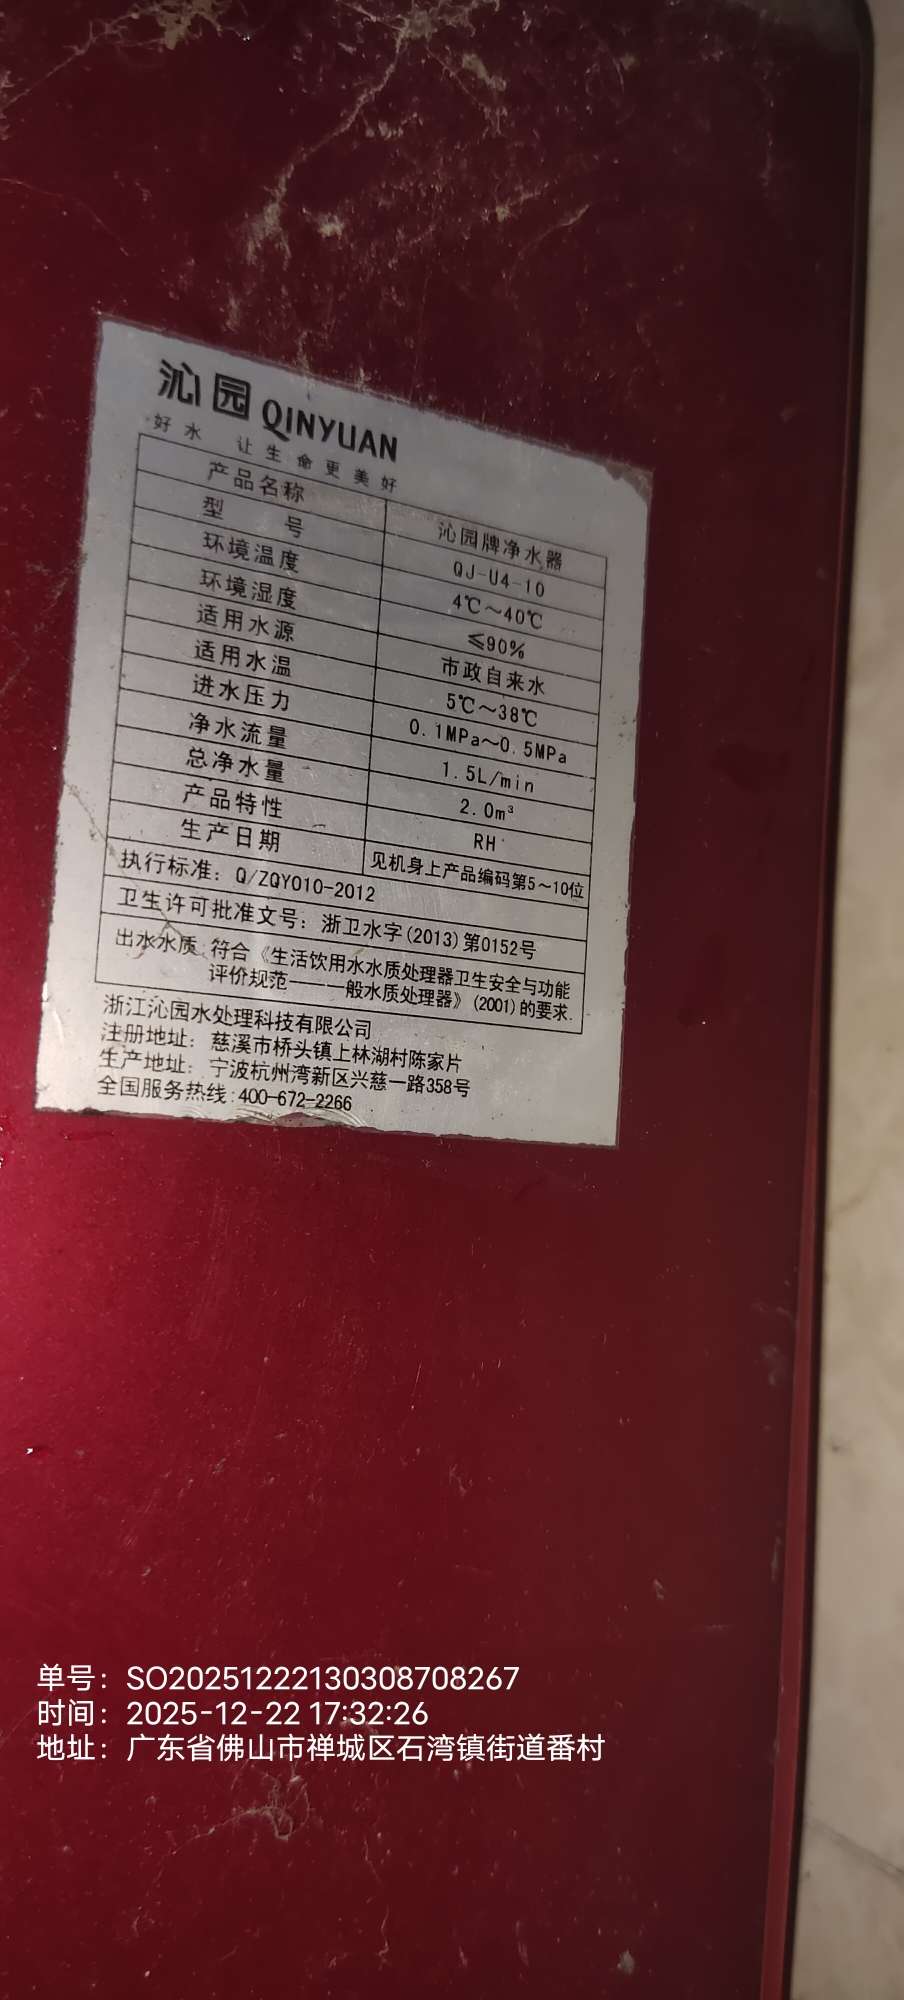 沁园 QINYUAN
好水 让生命更美好
产品名称 沁园牌净水器
型号 QJ-U4-10
环境温度 4℃～40℃
环境湿度 ≤90%
适用水源 市政自来水
适用水温 5℃～38℃
进水压力 0.1MPa～0.5MPa
净水流量 1.5L/min
总净水量 2.0m³
产品特性 RH
生产日期 见机身上产品编码第5～10位
执行标准：Q/ZQY010-2012
卫生许可批准文号：浙卫水字(2013)第0152号
出水水质：符合《生活饮用水水质处理器卫生安全与功能
评价规范——一般水质处理器》(2001)的要求.
浙江沁园水处理科技有限公司
注册地址：慈溪市桥头镇上林湖村陈家片
生产地址：宁波杭州湾新区兴慈一路358号
全国服务热线:400-672-2266
单号：SO20251222130308708267
时间：2025-12-22 17:32:26
地址：广东省佛山市禅城区石湾镇街道番村